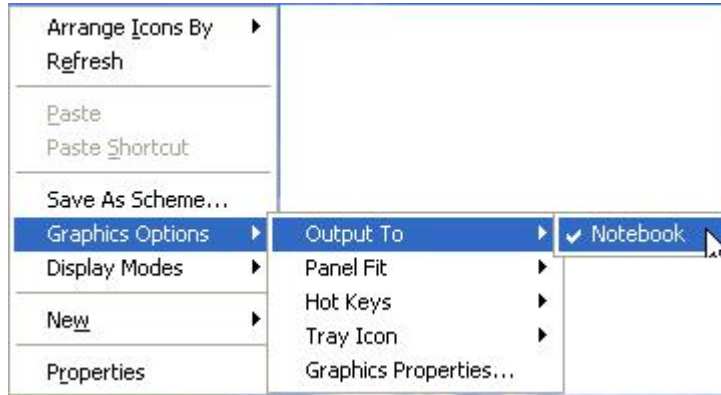 Arrange Icons By
Refresh
Paste
Paste Shortcut
Save As Scheme...
Graphics Options
Display Modes
New
Properties
Output To
Panel Fit
Hot Keys
Tray Icon
Graphics Properties...
Notebook